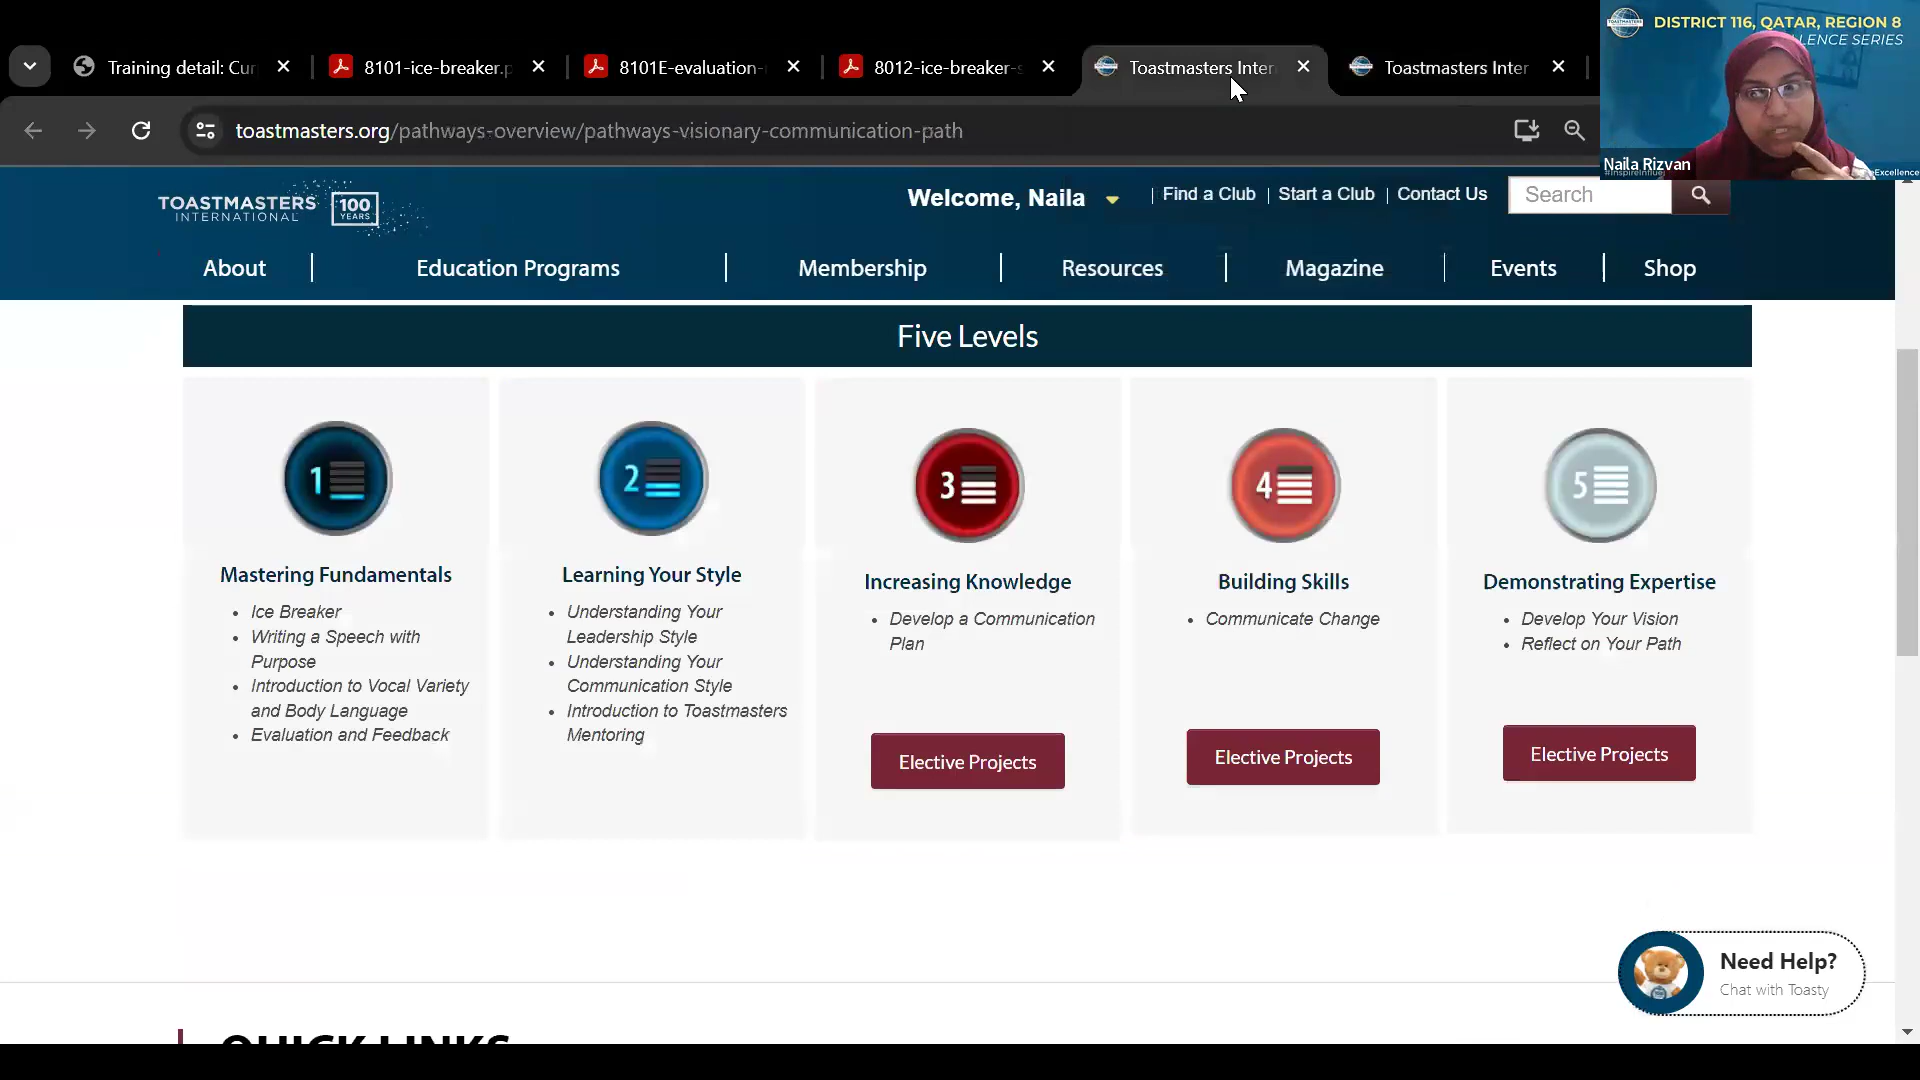 DISTRICT 116, QATAR, REGION 8
LENCE SERIES
Training detail: Cur
8101-ice-breaker.p
8101E-evaluation-
8012-ice-breaker-s
Toastmasters Inter
Toastmasters Inter
toastmasters.org/pathways-overview/pathways-visionary-communication-path
Naila Rizvan
TOASTMASTERS
INTERNATIONAL
100
YEARS
Welcome, Naila
Find a Club
Start a Club
Contact Us
Search
About
Education Programs
Membership
Resources
Magazine
Events
Shop
Five Levels
1
Mastering Fundamentals
• Ice Breaker
• Writing a Speech with
Purpose
• Introduction to Vocal Variety
and Body Language
• Evaluation and Feedback
2
Learning Your Style
• Understanding Your
Leadership Style
• Understanding Your
Communication Style
• Introduction to Toastmasters
Mentoring
3
Increasing Knowledge
• Develop a Communication
Plan
Elective Projects
4
Building Skills
• Communicate Change
Elective Projects
5
Demonstrating Expertise
• Develop Your Vision
• Reflect on Your Path
Elective Projects
Need Help?
Chat with Toasty
QUICK LINKS